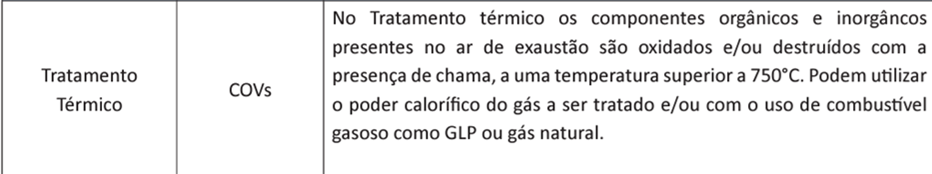 Tratamento
Térmico
COVs
No Tratamento térmico os componentes orgânicos e inorgâncos
presentes no ar de exaustão são oxidados e/ou destruídos com a
presença de chama, a uma temperatura superior a 750°C. Podem utilizar
o poder calorífico do gás a ser tratado e/ou com o uso de combustível
gasoso como GLP ou gás natural.